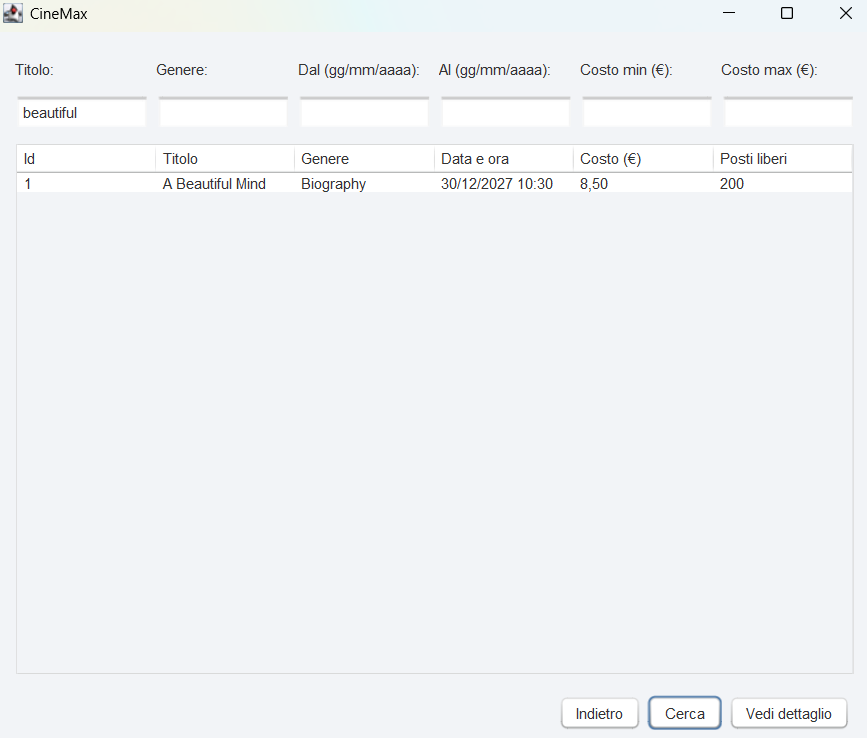 CineMax
Titolo: Genere: Dal (gg/mm/aaaa): Al (gg/mm/aaaa): Costo min (€): Costo max (€):
beautiful
Id Titolo Genere Data e ora Costo (€) Posti liberi
1 A Beautiful Mind Biography 30/12/2027 10:30 8,50 200
Indietro Cerca Vedi dettaglio